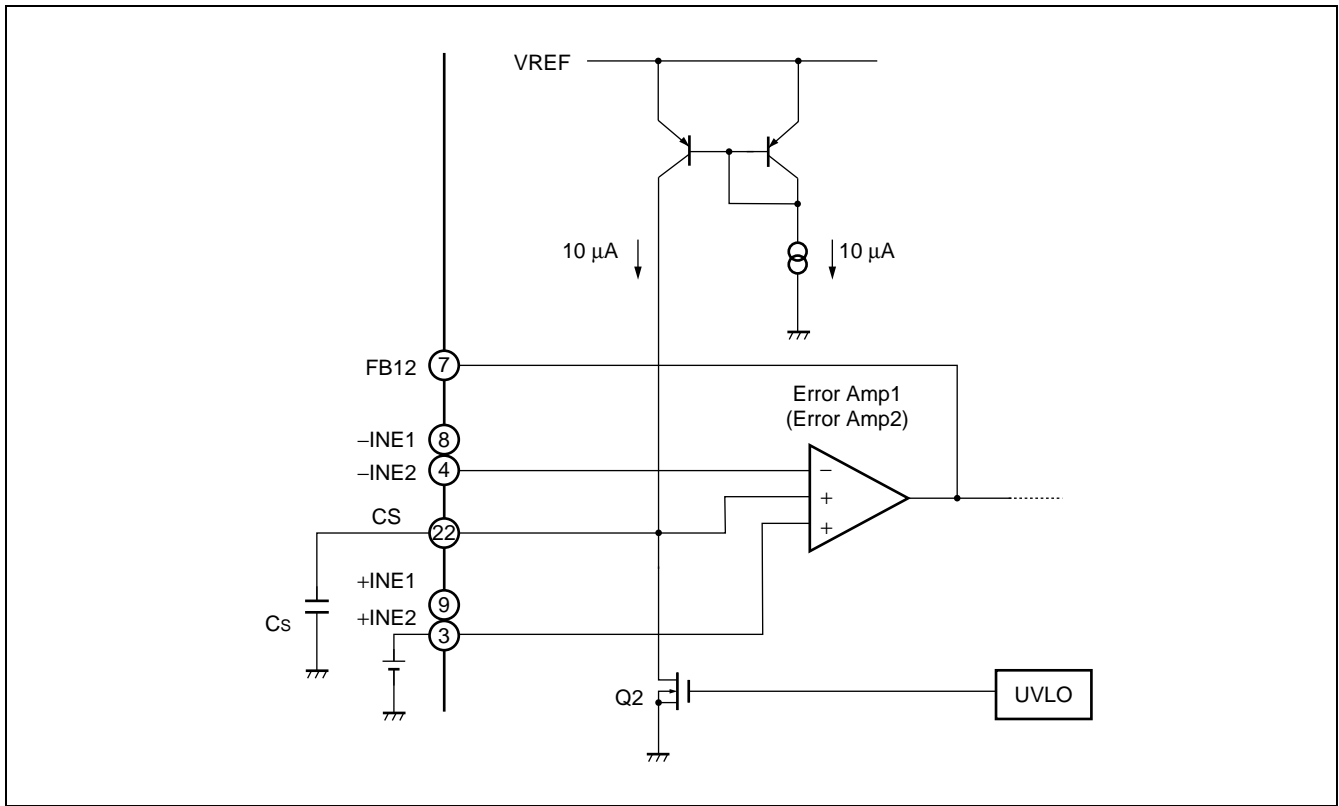 VREF
10 μA
10 μA
FB12
7
Error Amp1
(Error Amp2)
−INE1
8
−INE2
4
−
+
+
CS
22
+INE1
9
+INE2
3
Cs
Q2
UVLO